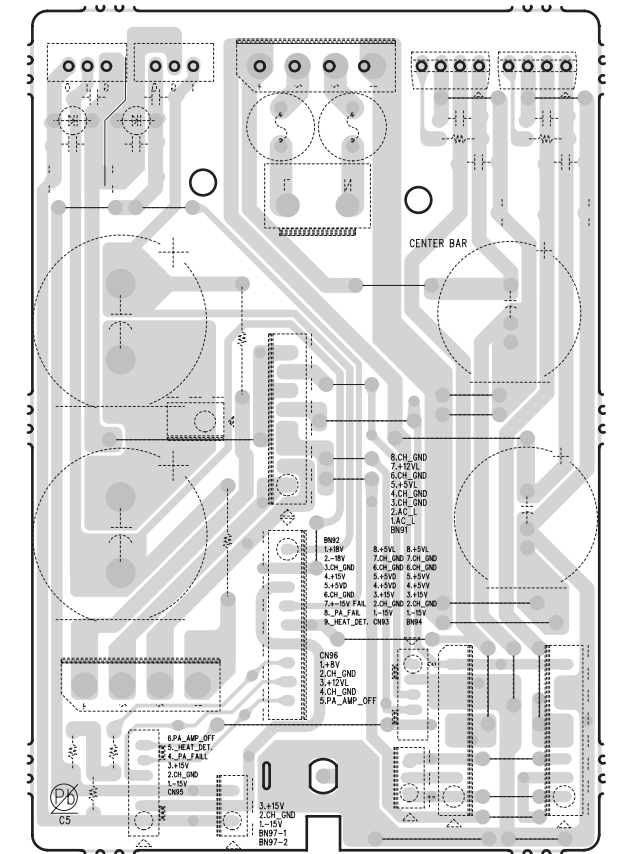 CENTER BAR
8.CH_GND
7.+12VL
6.CH_GND
5.+5VL
4.CH_GND
3.CH_GND
2.AC_L
1.AC_L
BN91
BN92
1.+18V
2.-18V
3.CH_GND
4.+15V
5.+5VD
6.CH_GND
7.+-15V FAIL
8._PA_FAIL
9._HEAT_DET.
8.+5VL
7.CH_GND
6.CH_GND
5.+5VD
4.+5VD
3.+15V
2.CH_GND
1.-15V
CN93
8.+5VL
7.CH_GND
6.CH_GND
5.+5VV
4.+5VV
3.+15V
2.CH_GND
1.-15V
BN94
CN96
1.+8V
2.CH_GND
3.+12VL
4.CH_GND
5.PA_AMP_OFF
6.PA_AMP_OFF
5._HEAT_DET.
4._PA_FAILL
3.+15V
2.CH_GND
1.-15V
CN95
Pb
C5
3.+15V
2.CH_GND
1.-15V
BN97-1
BN97-2